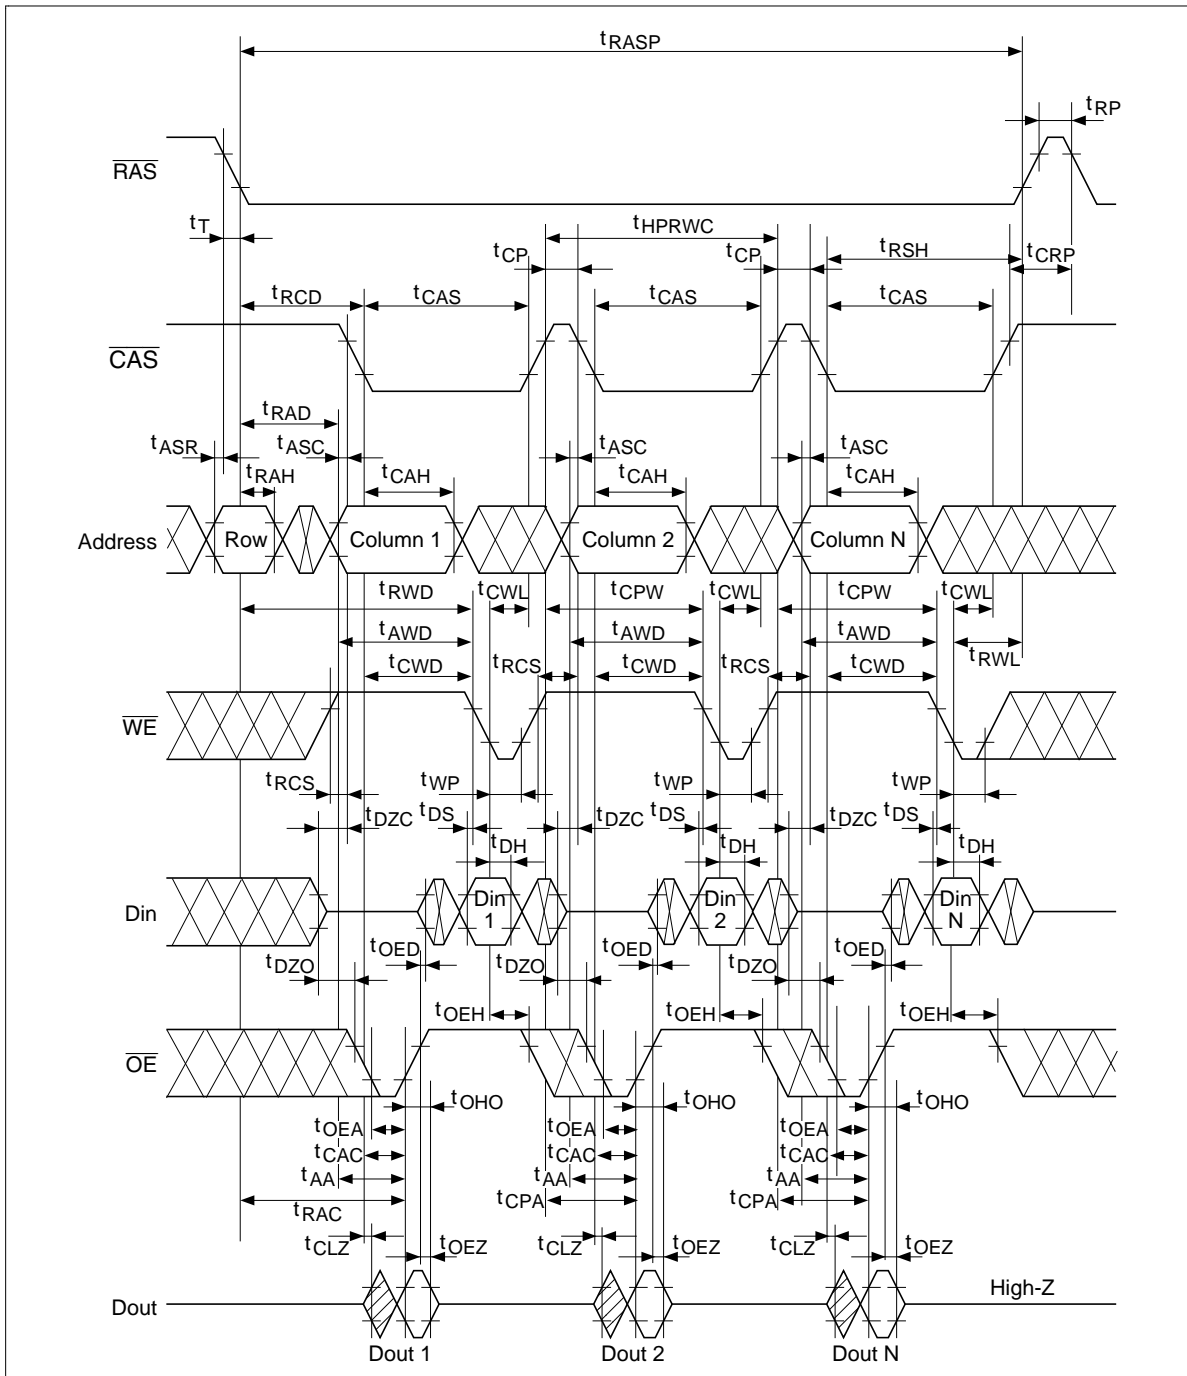 tRASP
tRP
RAS
tT
tHPRWC
tCP
tCP
tRSH
tCRP
tRCD
tCAS
tCAS
tCAS
CAS
tRAD
tASR
tASC
tASC
tASC
tRAH
tCAH
tCAH
tCAH
Address
Row
Column 1
Column 2
Column N
tRWD
tCWL
tCPW
tCWL
tCPW
tCWL
tAWD
tAWD
tAWD
tCWD
tRCS
tCWD
tRCS
tCWD
tRWL
WE
tRCS
tWP
tWP
tWP
tDZC
tDS
tDZC
tDS
tDZC
tDS
tDH
tDH
tDH
Din
Din 1
Din 2
Din N
tOED
tOED
tOED
tDZO
tDZO
tDZO
tOEH
tOEH
tOEH
OE
tOHO
tOHO
tOHO
tOEA
tOEA
tOEA
tCAC
tCAC
tCAC
tAA
tAA
tAA
tRAC
tCPA
tCPA
tCLZ
tOEZ
tCLZ
tOEZ
tCLZ
tOEZ
High-Z
Dout
Dout 1
Dout 2
Dout N